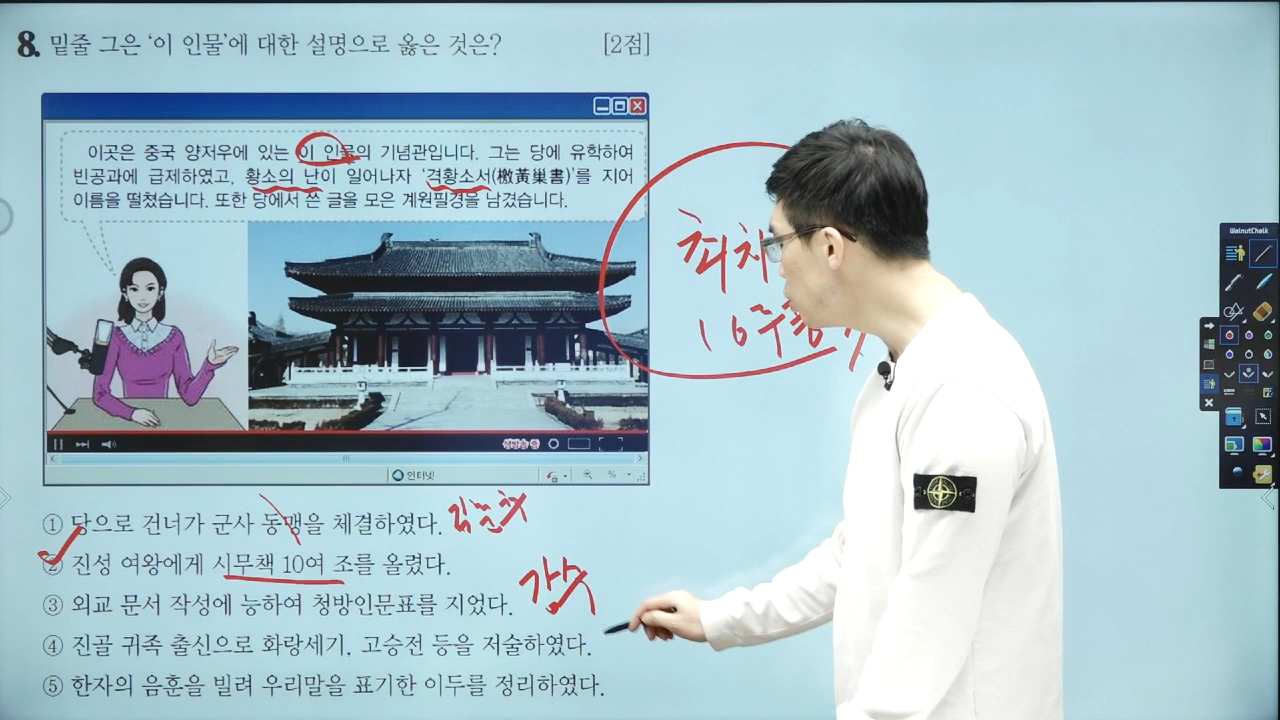 8. 밑줄 그은 ‘이 인물’에 대한 설명으로 옳은 것은? [2점]
이곳은 중국 양저우에 있는 이 인물의 기념관입니다. 그는 당에 유학하여
빈공과에 급제하였고, 황소의 난이 일어나자 ‘격황소서(檄黃巢書)’를 지어
이름을 떨쳤습니다. 또한 당에서 쓴 글을 모은 계원필경을 남겼습니다.
최치
16
인터넷
%
① 당으로 건너가 군사 동맹을 체결하였다. 김춘추
② 진성 여왕에게 시무책 10여 조를 올렸다.
③ 외교 문서 작성에 능하여 청방인문표를 지었다. 강수
④ 진골 귀족 출신으로 화랑세기, 고승전 등을 저술하였다.
⑤ 한자의 음훈을 빌려 우리말을 표기한 이두를 정리하였다.
WalnutChalk